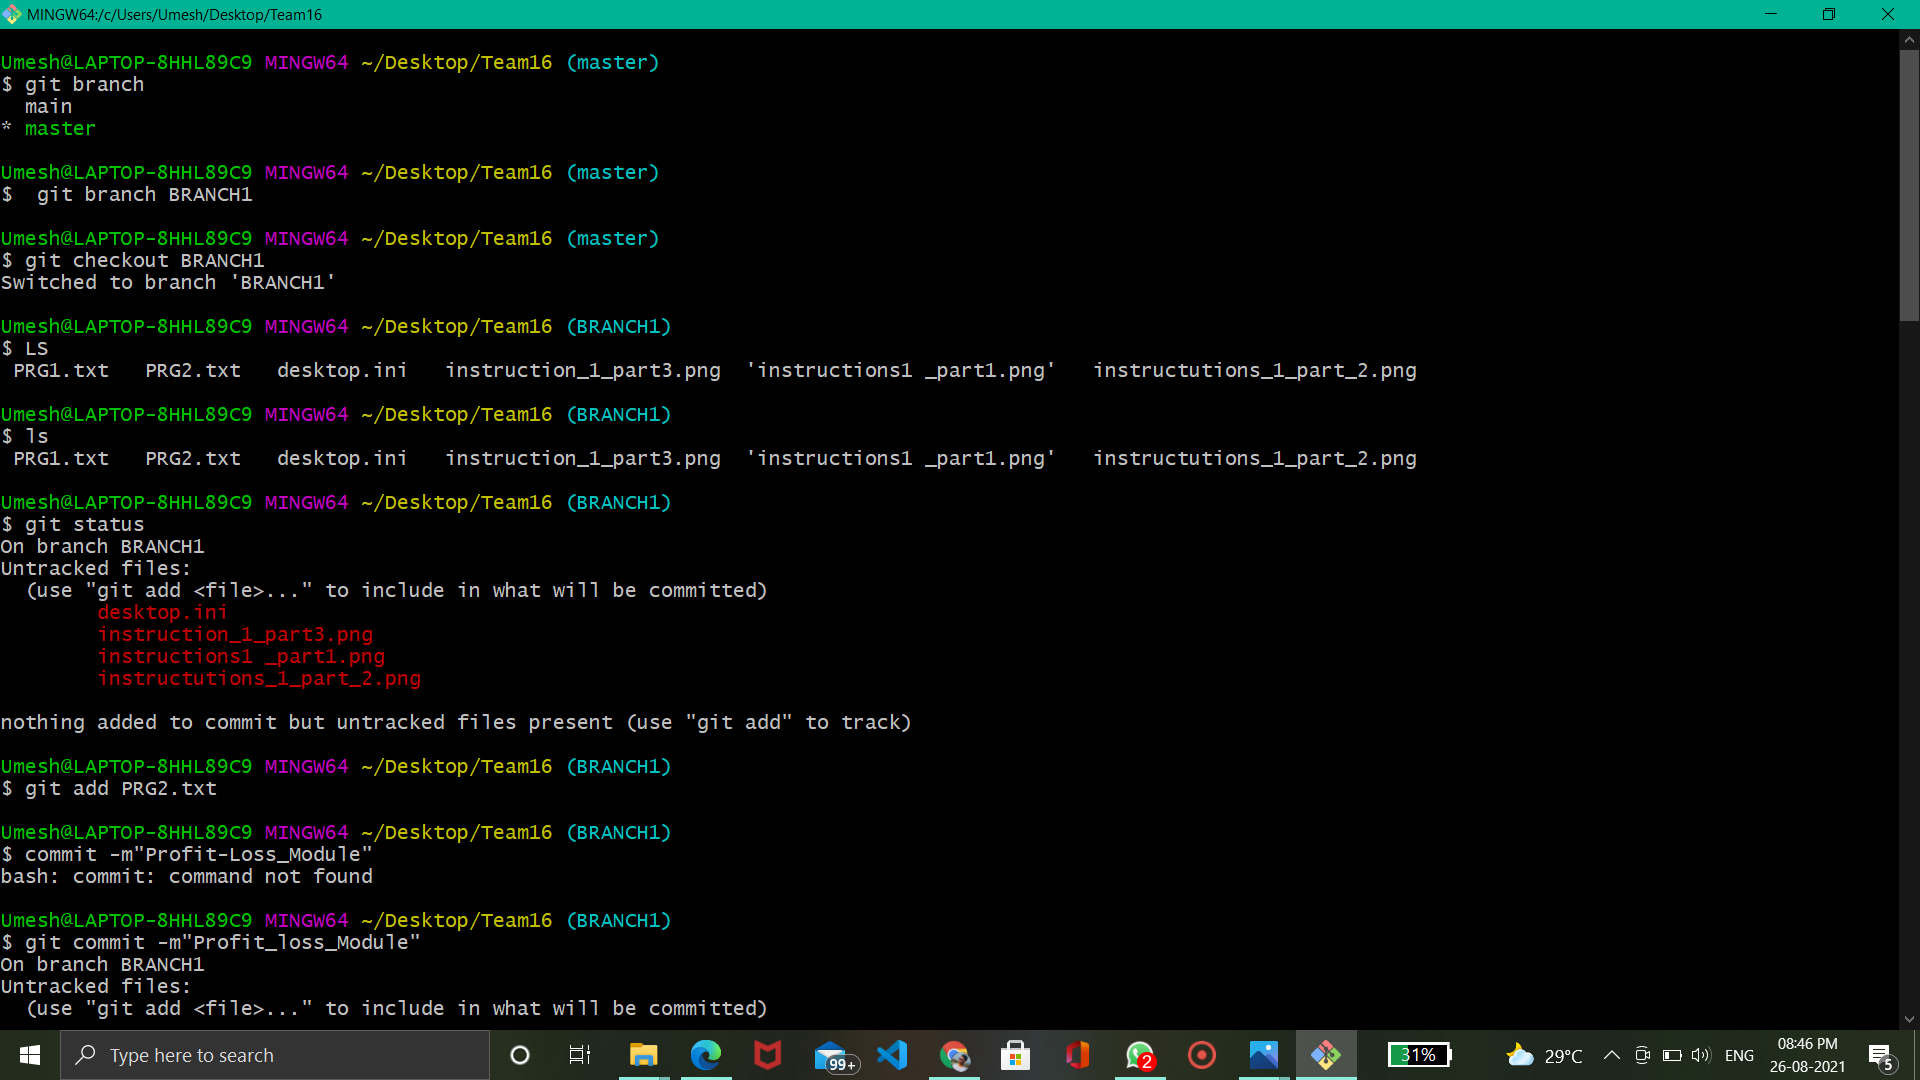 MINGW64:/c/Users/Umesh/Desktop/Team16
Umesh@LAPTOP-8HHL89C9 MINGW64 ~/Desktop/Team16 (master)
$ git branch
  main
* master
Umesh@LAPTOP-8HHL89C9 MINGW64 ~/Desktop/Team16 (master)
$  git branch BRANCH1
Umesh@LAPTOP-8HHL89C9 MINGW64 ~/Desktop/Team16 (master)
$ git checkout BRANCH1
Switched to branch 'BRANCH1'
Umesh@LAPTOP-8HHL89C9 MINGW64 ~/Desktop/Team16 (BRANCH1)
$ LS
 PRG1.txt   PRG2.txt   desktop.ini   instruction_1_part3.png  'instructions1 _part1.png'   instructutions_1_part_2.png
Umesh@LAPTOP-8HHL89C9 MINGW64 ~/Desktop/Team16 (BRANCH1)
$ ls
 PRG1.txt   PRG2.txt   desktop.ini   instruction_1_part3.png  'instructions1 _part1.png'   instructutions_1_part_2.png
Umesh@LAPTOP-8HHL89C9 MINGW64 ~/Desktop/Team16 (BRANCH1)
$ git status
On branch BRANCH1
Untracked files:
  (use "git add <file>..." to include in what will be committed)
        desktop.ini
        instruction_1_part3.png
        instructions1 _part1.png
        instructutions_1_part_2.png
nothing added to commit but untracked files present (use "git add" to track)
Umesh@LAPTOP-8HHL89C9 MINGW64 ~/Desktop/Team16 (BRANCH1)
$ git add PRG2.txt
Umesh@LAPTOP-8HHL89C9 MINGW64 ~/Desktop/Team16 (BRANCH1)
$ commit -m"Profit-Loss_Module"
bash: commit: command not found
Umesh@LAPTOP-8HHL89C9 MINGW64 ~/Desktop/Team16 (BRANCH1)
$ git commit -m"Profit_loss_Module"
On branch BRANCH1
Untracked files:
  (use "git add <file>..." to include in what will be committed)
Type here to search
99+
2
31%
29°C
ENG
08:46 PM
26-08-2021
5